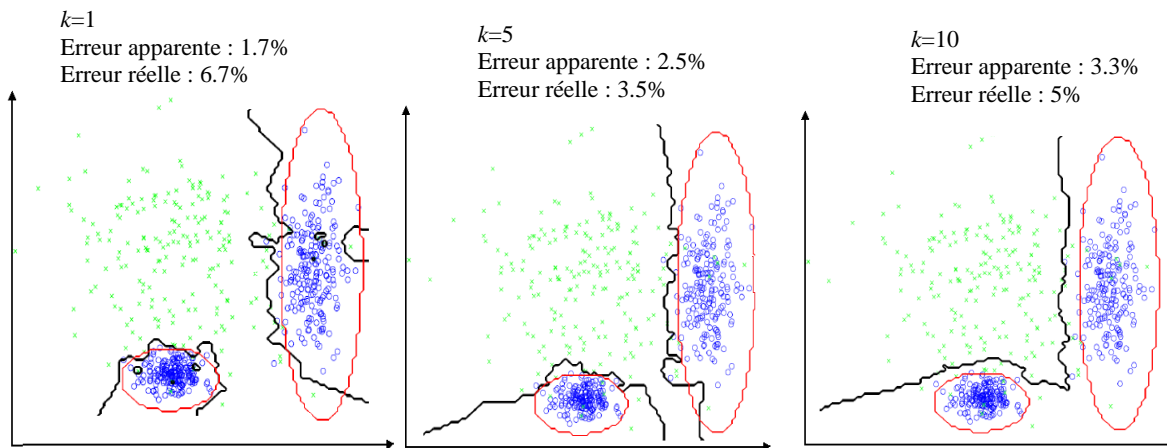 k=1
Erreur apparente : 1.7%
Erreur réelle : 6.7%
k=5
Erreur apparente : 2.5%
Erreur réelle : 3.5%
k=10
Erreur apparente : 3.3%
Erreur réelle : 5%